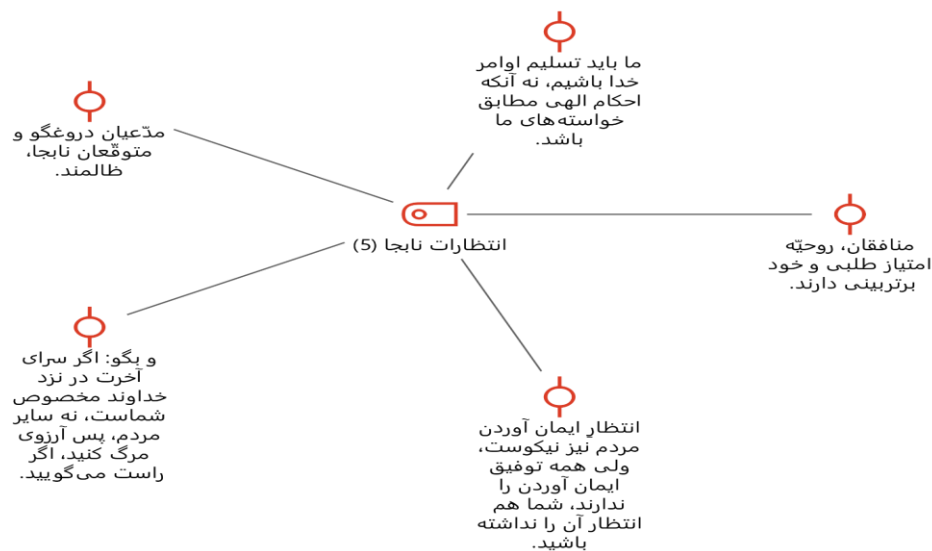 ما باید تسلیم اوامر
خدا باشیم، نه آنکه
احکام الهی مطابق
خواسته‌های ما
باشد.
مدّعیان دروغگو و
متوقّعان نابجا،
ظالمند.
انتظارات نابجا (5)
منافقان، روحیّه
امتیاز طلبی و خود
برتربینی دارند.
و بگو: اگر سرای
آخرت در نزد
خداوند مخصوص
شماست، نه سایر
مردم، پس آرزوی
مرگ کنید، اگر
راست می‌گویید.
انتظار ایمان آوردن
مردم نیز نیکوست،
ولی همه توفیق
ایمان آوردن را
ندارند، شما هم
انتظار آن را نداشته
باشید.